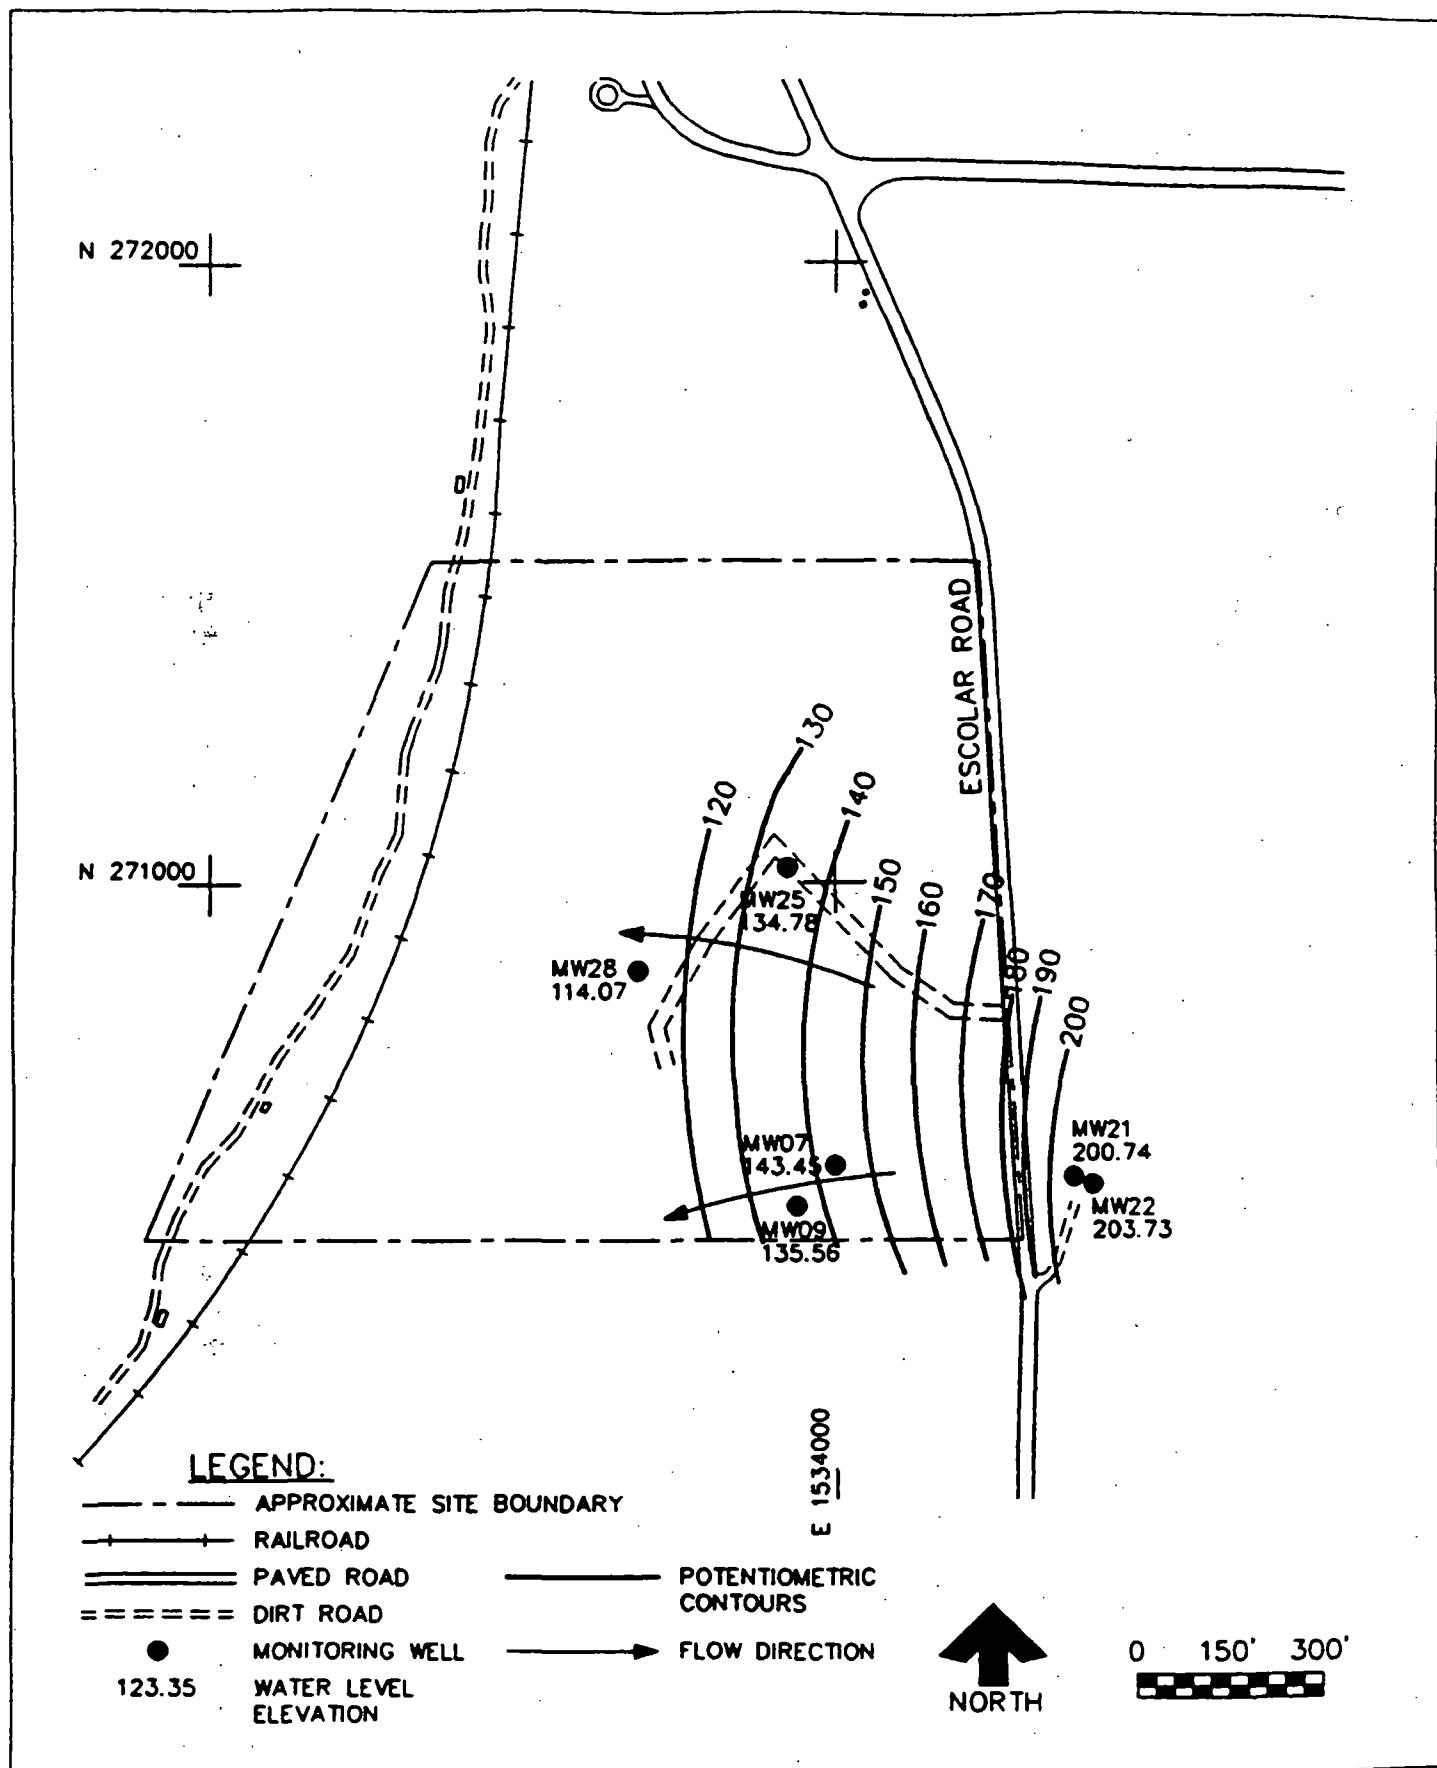 N 272000
ESCOLAR ROAD
130
120
140
N 271000
150
160
170
MW25
134.78
180
190
200
MW28
114.07
MW21
200.74
MW07
143.45
MW22
203.73
MW09
135.56
E 1534000
LEGEND:
APPROXIMATE SITE BOUNDARY
RAILROAD
PAVED ROAD
POTENTIOMETRIC
CONTOURS
DIRT ROAD
MONITORING WELL
FLOW DIRECTION
123.35 WATER LEVEL
ELEVATION
NORTH
0 150' 300'